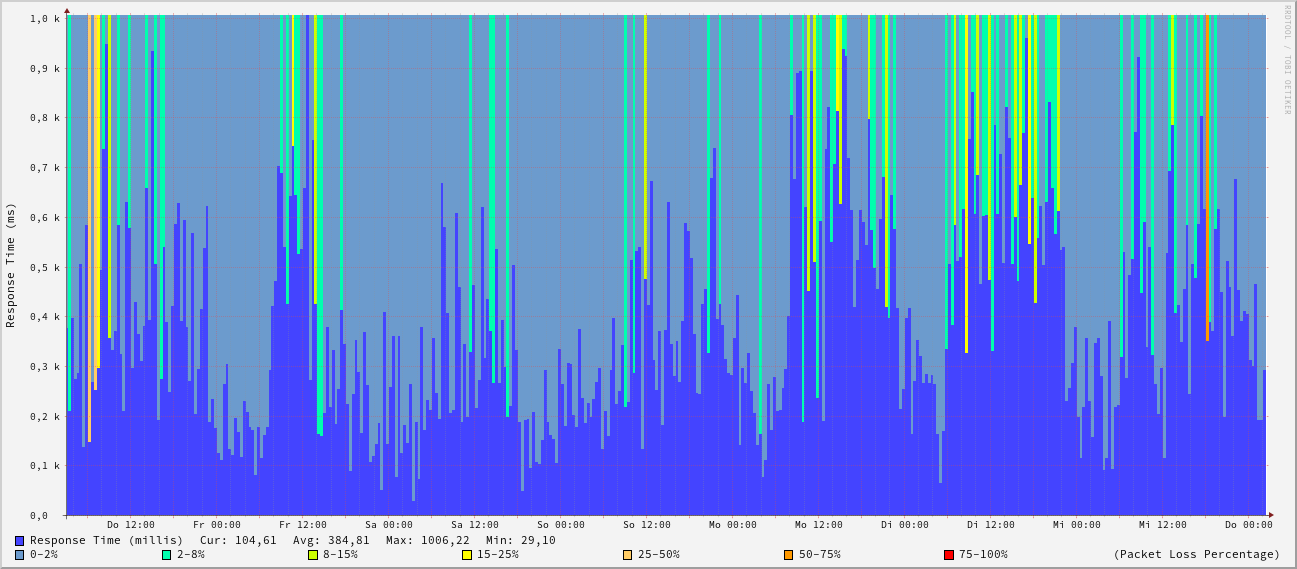 RRDTOOL / TOBI OETIKER
Response Time (ms)
1,0 k
0,9 k
0,8 k
0,7 k
0,6 k
0,5 k
0,4 k
0,3 k
0,2 k
0,1 k
0,0
Do 12:00 Fr 00:00 Fr 12:00 Sa 00:00 Sa 12:00 So 00:00 So 12:00 Mo 00:00 Mo 12:00 Di 00:00 Di 12:00 Mi 00:00 Mi 12:00 Do 00:00
Response Time (millis) Cur: 104,61 Avg: 384,81 Max: 1006,22 Min: 29,10
0-2% 2-8% 8-15% 15-25% 25-50% 50-75% 75-100% (Packet Loss Percentage)